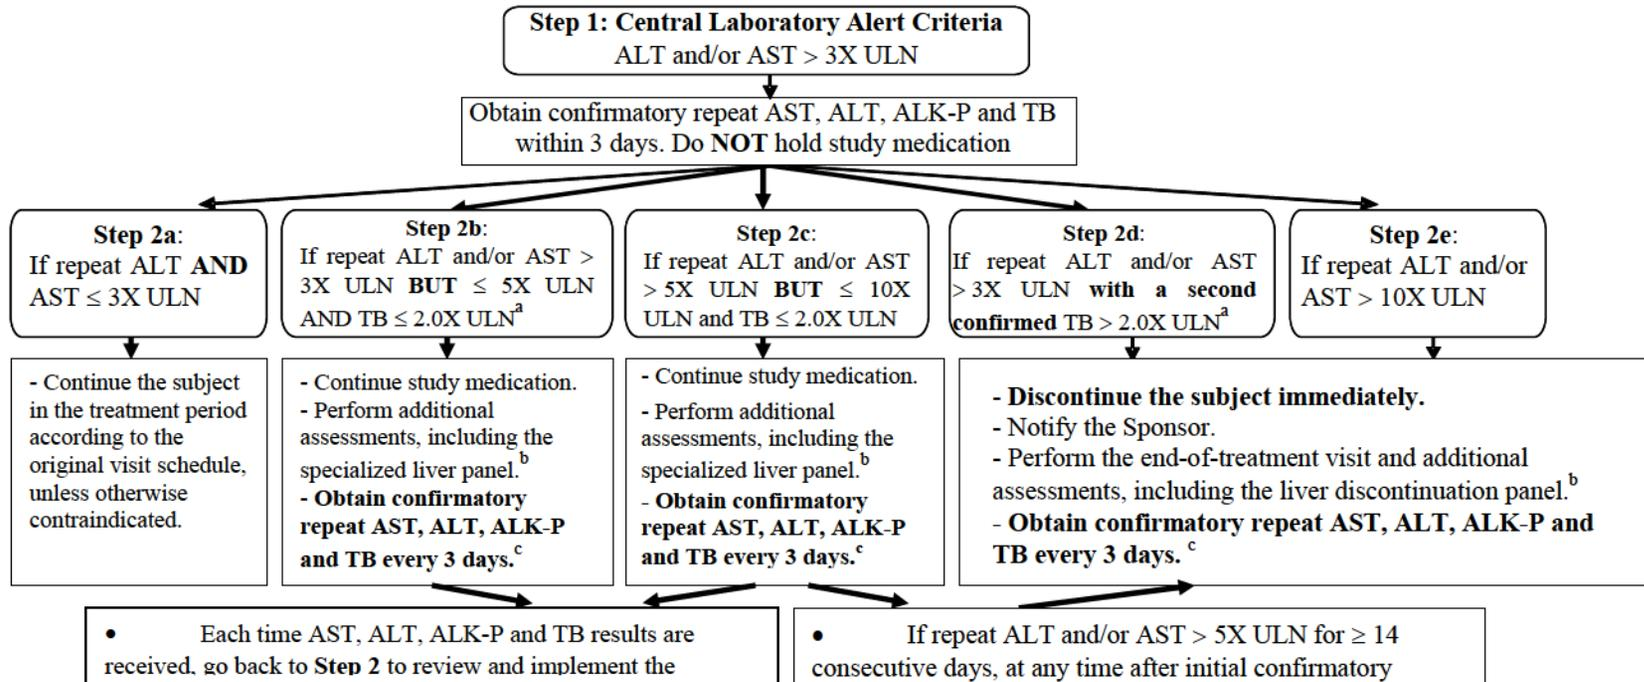 Step 1: Central Laboratory Alert Criteria
ALT and/or AST > 3X ULN
Obtain confirmatory repeat AST, ALT, ALK-P and TB
within 3 days. Do NOT hold study medication
Step 2a:
If repeat ALT AND
AST ≤ 3X ULN
Step 2b:
If repeat ALT and/or AST >
3X ULN BUT ≤ 5X ULN
AND TB ≤ 2.0X ULNᵃ
Step 2c:
If repeat ALT and/or AST
> 5X ULN BUT ≤ 10X
ULN and TB ≤ 2.0X ULN
Step 2d:
If repeat ALT and/or AST
> 3X ULN with a second
confirmed TB > 2.0X ULNᵃ
Step 2e:
If repeat ALT and/or
AST > 10X ULN
- Continue the subject
in the treatment period
according to the
original visit schedule,
unless otherwise
contraindicated.
- Continue study medication.
- Perform additional
assessments, including the
specialized liver panel.ᵇ
- Obtain confirmatory
repeat AST, ALT, ALK-P
and TB every 3 days.ᶜ
- Continue study medication.
- Perform additional
assessments, including the
specialized liver panel.ᵇ
- Obtain confirmatory
repeat AST, ALT, ALK-P
and TB every 3 days.ᶜ
- Discontinue the subject immediately.
- Notify the Sponsor.
- Perform the end-of-treatment visit and additional
assessments, including the liver discontinuation panel.ᵇ
- Obtain confirmatory repeat AST, ALT, ALK-P and
TB every 3 days. ᶜ
• Each time AST, ALT, ALK-P and TB results are
received, go back to Step 2 to review and implement the
• If repeat ALT and/or AST > 5X ULN for ≥ 14
consecutive days, at any time after initial confirmatory